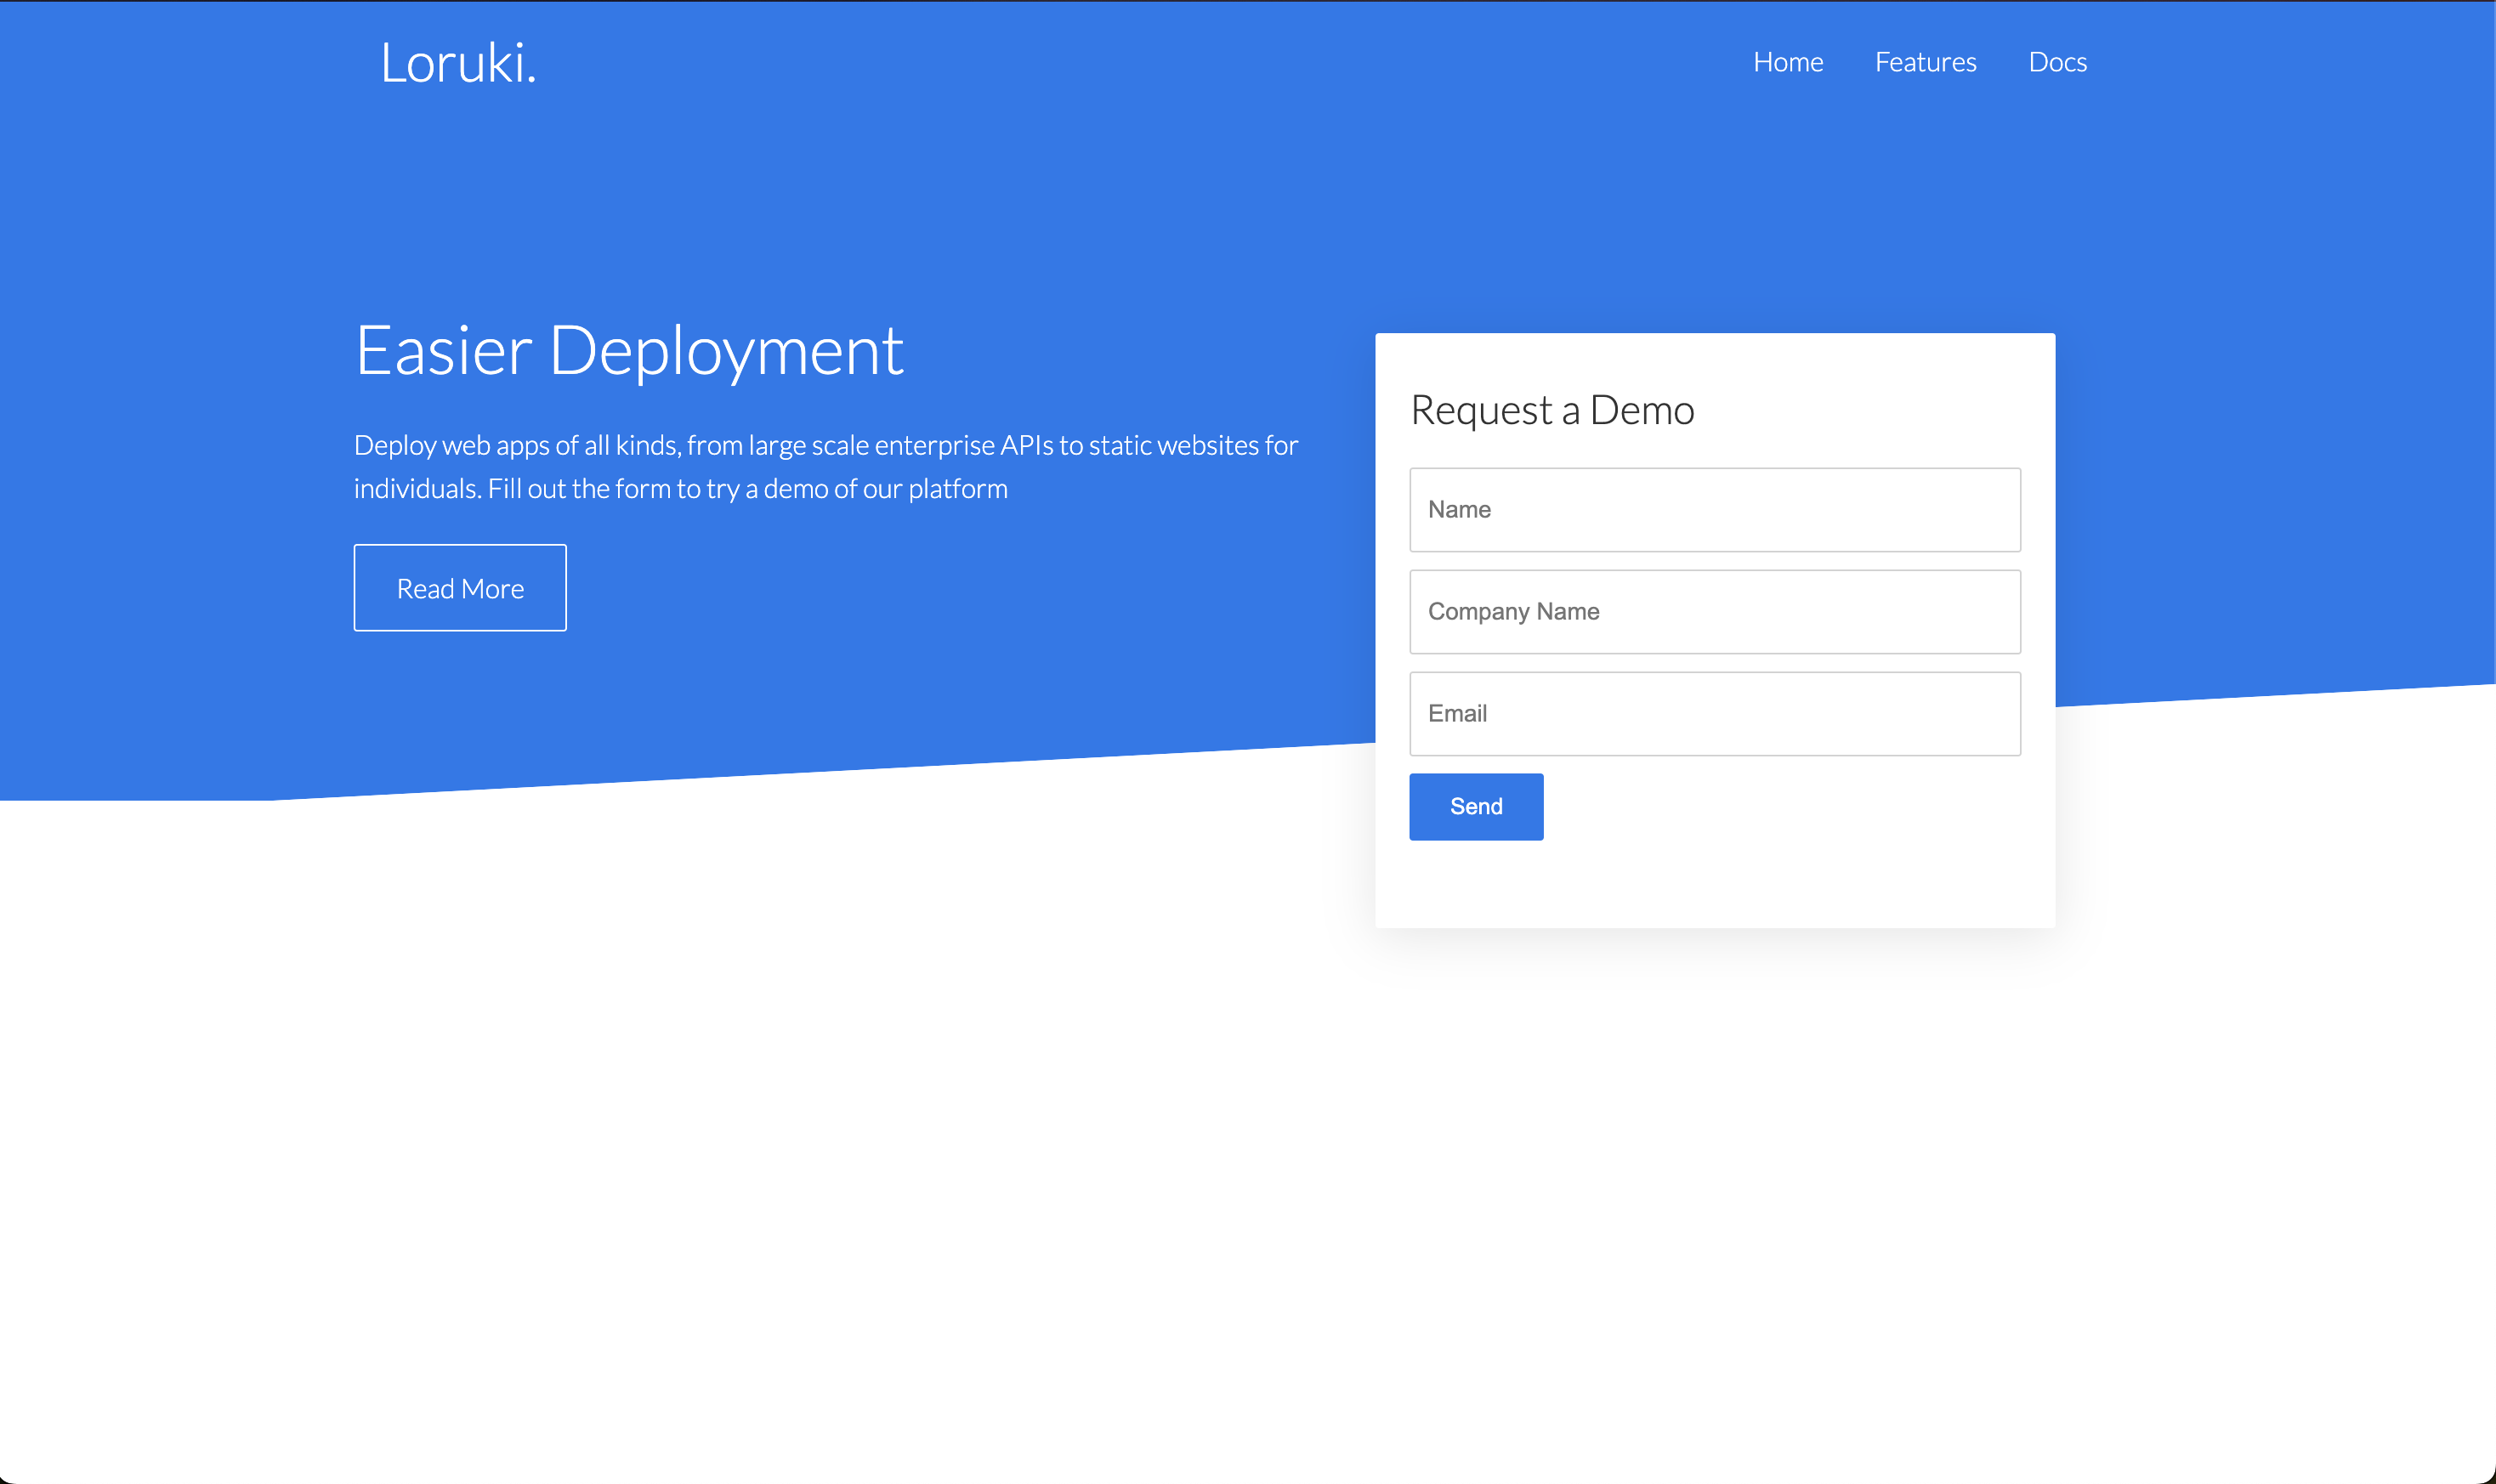 Loruki.
Home Features Docs
Easier Deployment
Deploy web apps of all kinds, from large scale enterprise APIs to static websites for
individuals. Fill out the form to try a demo of our platform
Read More
Request a Demo
Name
Company Name
Email
Send